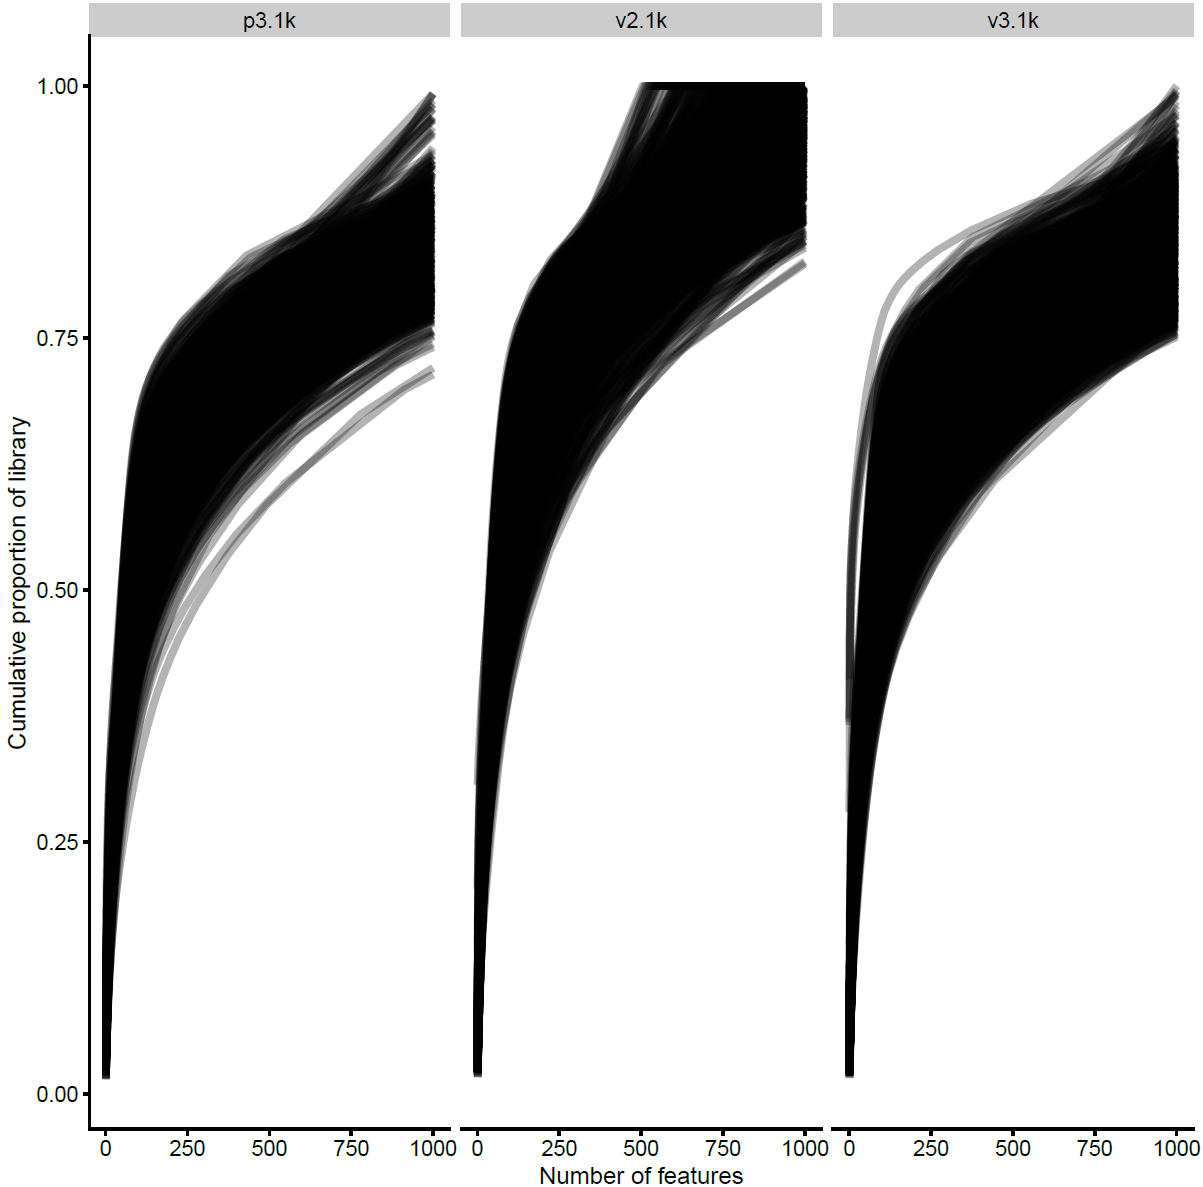 p3.1k v2.1k v3.1k
1.00
0.75
0.50
0.25
0.00
Cumulative proportion of library
0 250 500 750 1000 0 250 500 750 1000 0 250 500 750 1000
Number of features